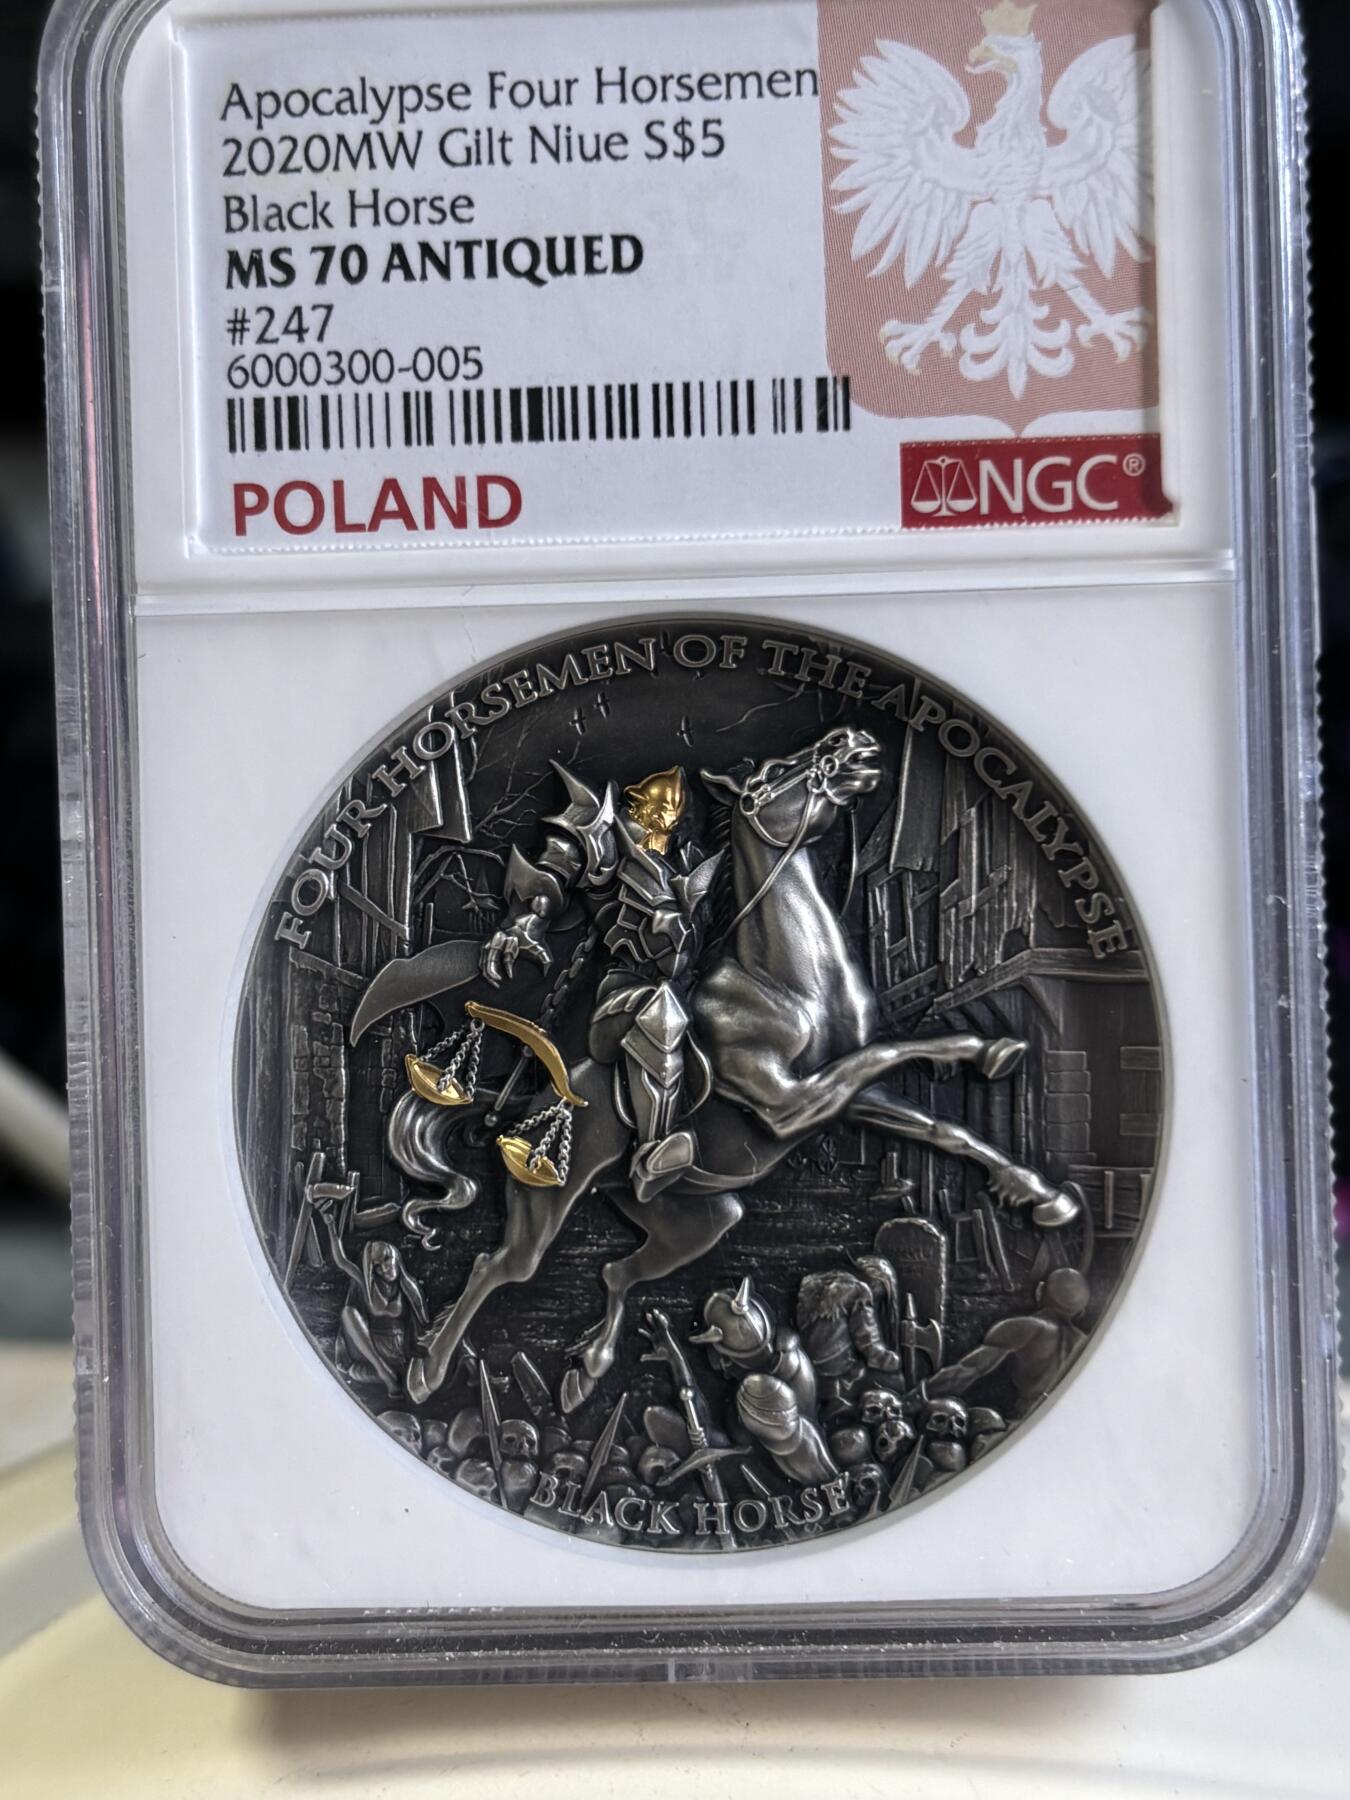 Apocalypse Four Horsemen
2020MW Gilt Niue S$5
Black Horse
MS 70 ANTIQUED
#247
6000300-005
POLAND
NGC®
FOUR HORSEMEN OF THE APOCALYPSE
BLACK HORSE